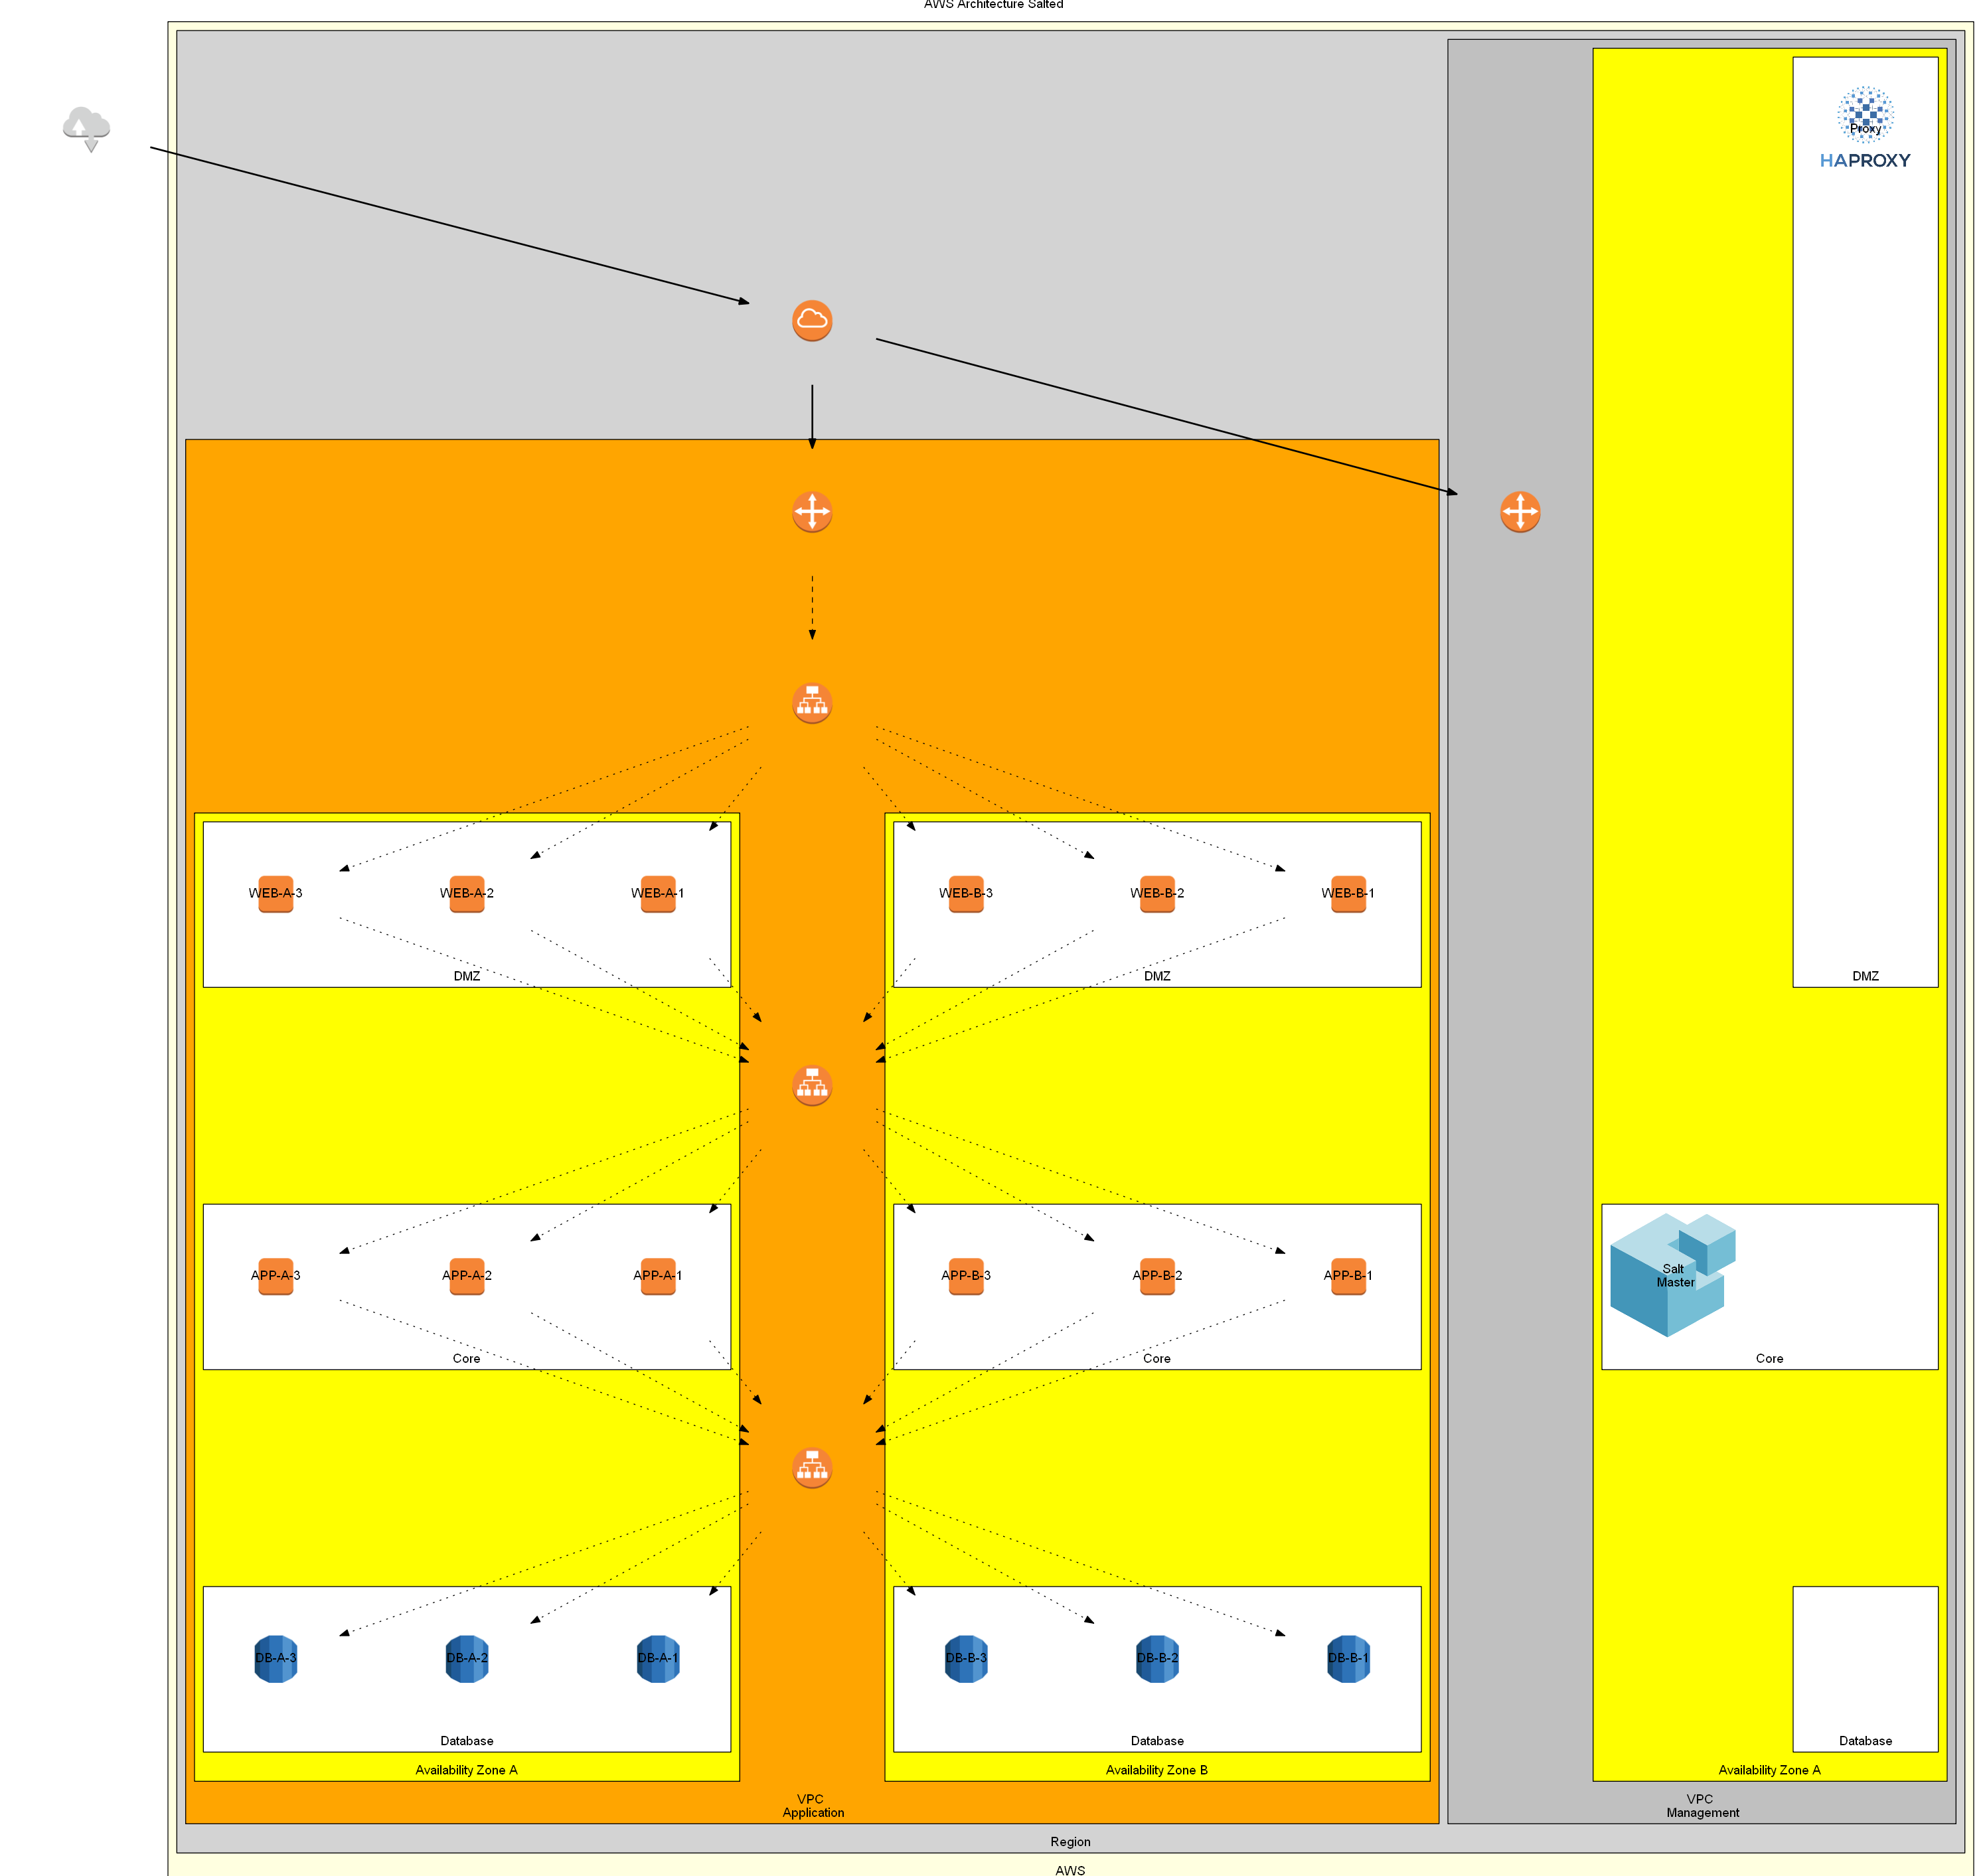 AWS Architecture Salted
Proxy
HAPROXY
WEB-A-3
WEB-A-2
WEB-A-1
WEB-B-3
WEB-B-2
WEB-B-1
DMZ
DMZ
DMZ
APP-A-3
APP-A-2
APP-A-1
APP-B-3
APP-B-2
APP-B-1
Salt
Master
Core
Core
Core
DB-A-3
DB-A-2
DB-A-1
DB-B-3
DB-B-2
DB-B-1
Database
Database
Database
Availability Zone A
Availability Zone B
Availability Zone A
VPC
Application
VPC
Management
Region
AWS